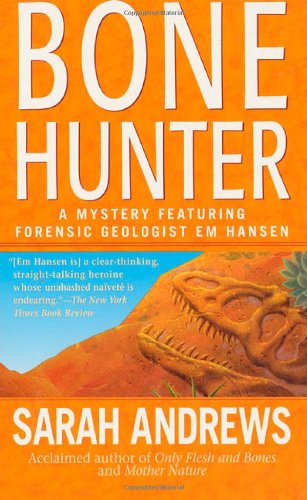 BONE
HUNTER
A MYSTERY FEATURING
FORENSIC GEOLOGIST EM HANSEN
"[Em Hansen is] a clear-thinking,
straight-talking heroine
whose unabashed naïveté is
endearing."—The New York
Times Book Review
SARAH ANDREWS
Acclaimed author of Only Flesh and Bones
and Mother Nature